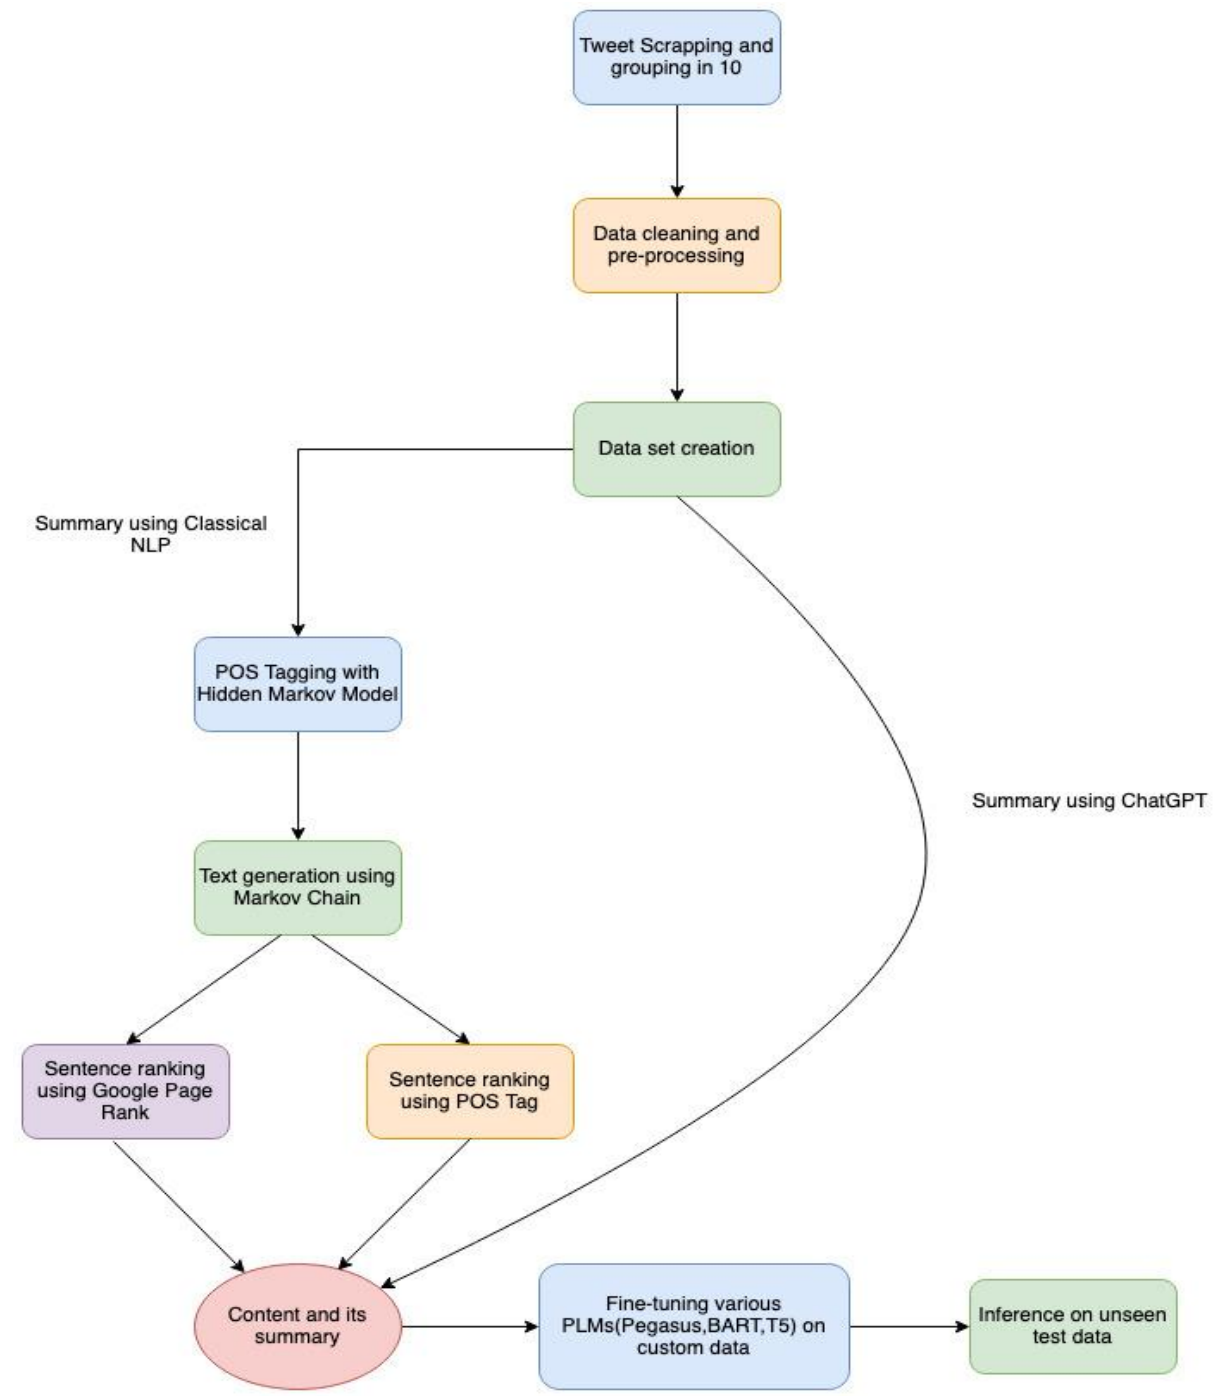 Tweet Scrapping and
grouping in 10
Data cleaning and
pre-processing
Data set creation
Summary using Classical
NLP
POS Tagging with
Hidden Markov Model
Summary using ChatGPT
Text generation using
Markov Chain
Sentence ranking
using Google Page
Rank
Sentence ranking
using POS Tag
Content and its
summary
Fine-tuning various
PLMs(Pegasus,BART,T5) on
custom data
Inference on unseen
test data